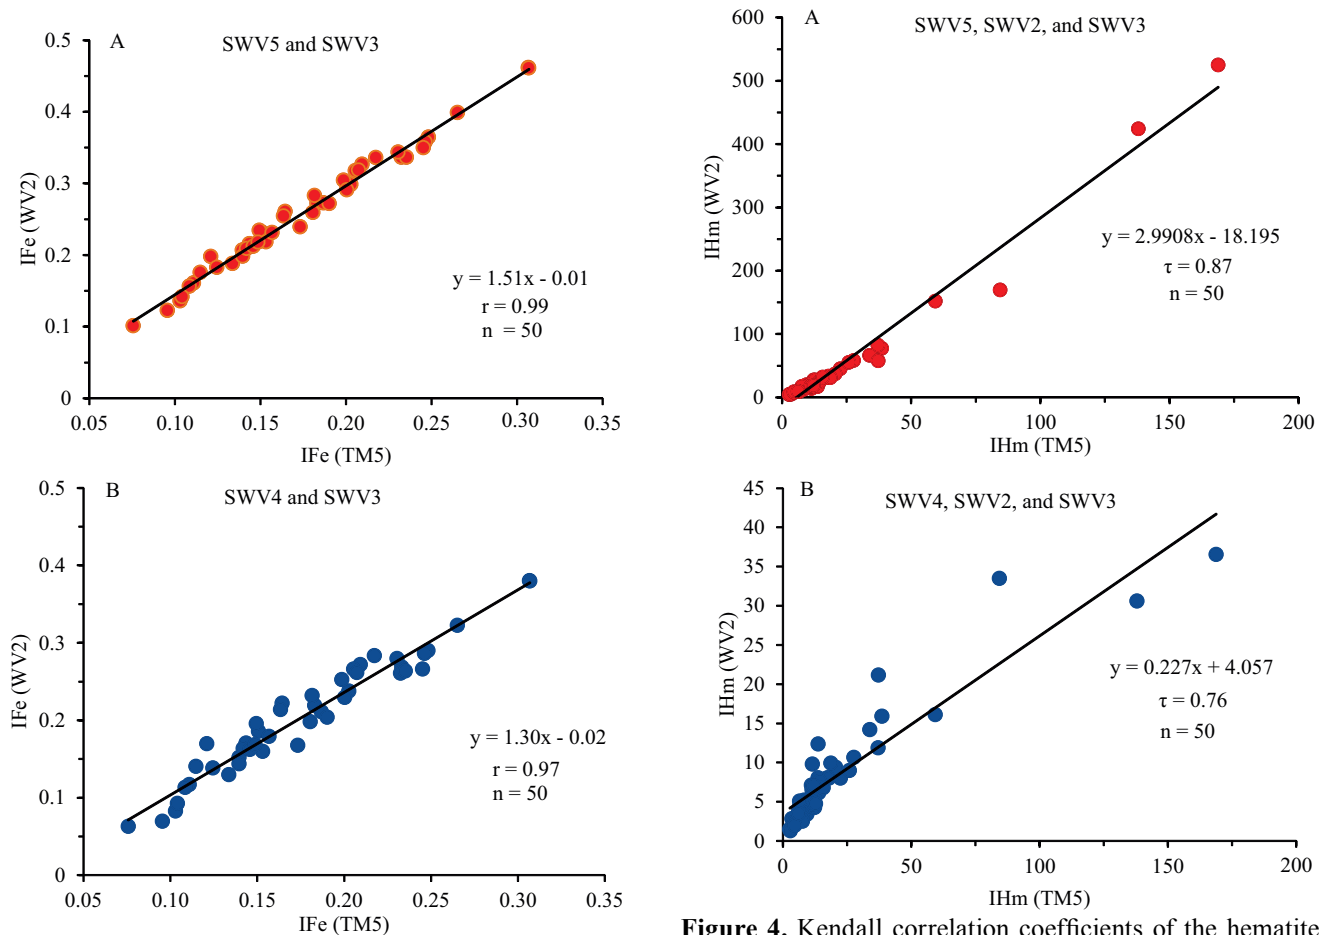 A
SWV5 and SWV3
0.5
0.4
0.3
0.2
0.1
0
IFe (WV2)
y = 1.51x - 0.01
r = 0.99
n = 50
0.05 0.10 0.15 0.20 0.25 0.30 0.35
IFe (TM5)
B
SWV4 and SWV3
0.5
0.4
0.3
0.2
0.1
0
IFe (WV2)
y = 1.30x - 0.02
r = 0.97
n = 50
0.05 0.10 0.15 0.20 0.25 0.30 0.35
IFe (TM5)
A
SWV5, SWV2, and SWV3
600
500
400
300
200
100
0
IHm (WV2)
y = 2.9908x - 18.195
τ = 0.87
n = 50
0 50 100 150 200
IHm (TM5)
B
SWV4, SWV2, and SWV3
45
40
35
30
25
20
15
10
5
0
IHm (WV2)
y = 0.227x + 4.057
τ = 0.76
n = 50
0 50 100 150 200
IHm (TM5)
Figure 4. Kendall correlation coefficients of the hematite